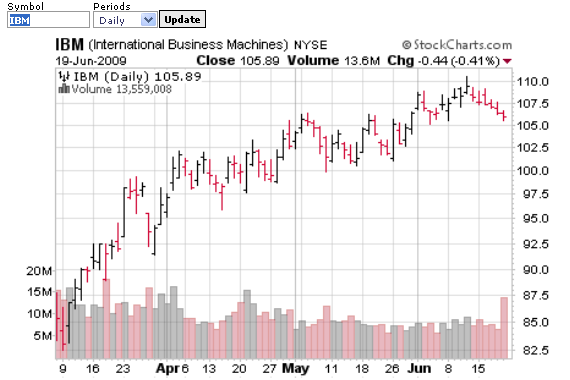 Symbol Periods
IBM Daily Update
IBM (International Business Machines) NYSE © StockCharts.com
19-Jun-2009 Close 105.89 Volume 13.6M Chg -0.44 (-0.41%)
IBM (Daily) 105.89
Volume 13,559,008
110.0
107.5
105.0
102.5
100.0
97.5
95.0
92.5
90.0
20M
15M 87.5
10M 85.0
5M 82.5
9 16 23 Apr 6 13 20 27 May 11 18 26 Jun 8 15